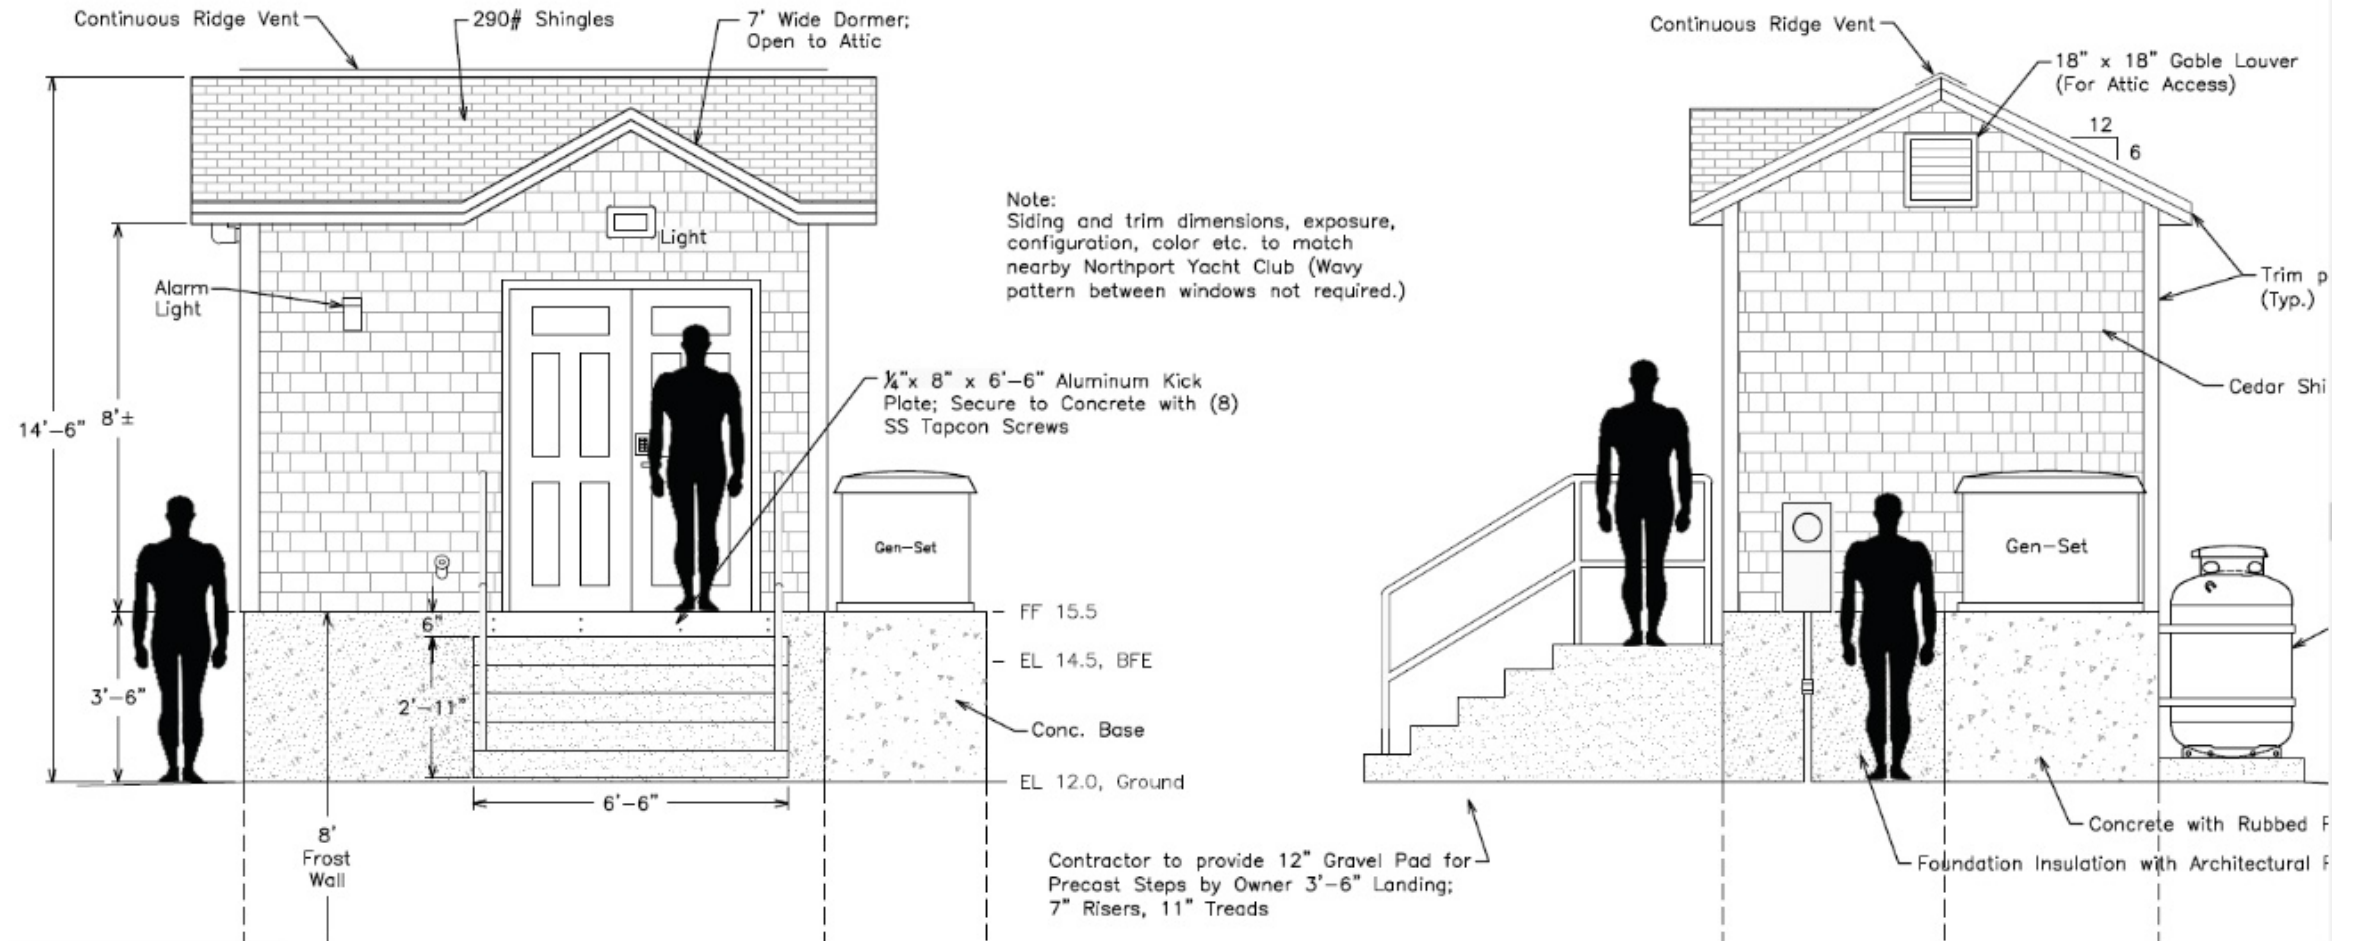 Continuous Ridge Vent
290# Shingles
7' Wide Dormer;
Open to Attic
Light
Alarm
Light
14'-6"
8'±
3'-6"
6"
2'-11"
6'-6"
8'
Frost
Wall
Gen-Set
Note:
Siding and trim dimensions, exposure,
configuration, color etc. to match
nearby Northport Yacht Club (Wavy
pattern between windows not required.)
¼"x 8" x 6'-6" Aluminum Kick
Plate; Secure to Concrete with (8)
SS Tapcon Screws
FF 15.5
EL 14.5, BFE
Conc. Base
EL 12.0, Ground
Continuous Ridge Vent
18" x 18" Gable Louver
(For Attic Access)
12
6
Trim
(Typ.)
Cedar
Gen-Set
Concrete with Rubbed
Foundation Insulation with Architectural
Contractor to provide 12" Gravel Pad for
Precast Steps by Owner 3'-6" Landing;
7" Risers, 11" Treads